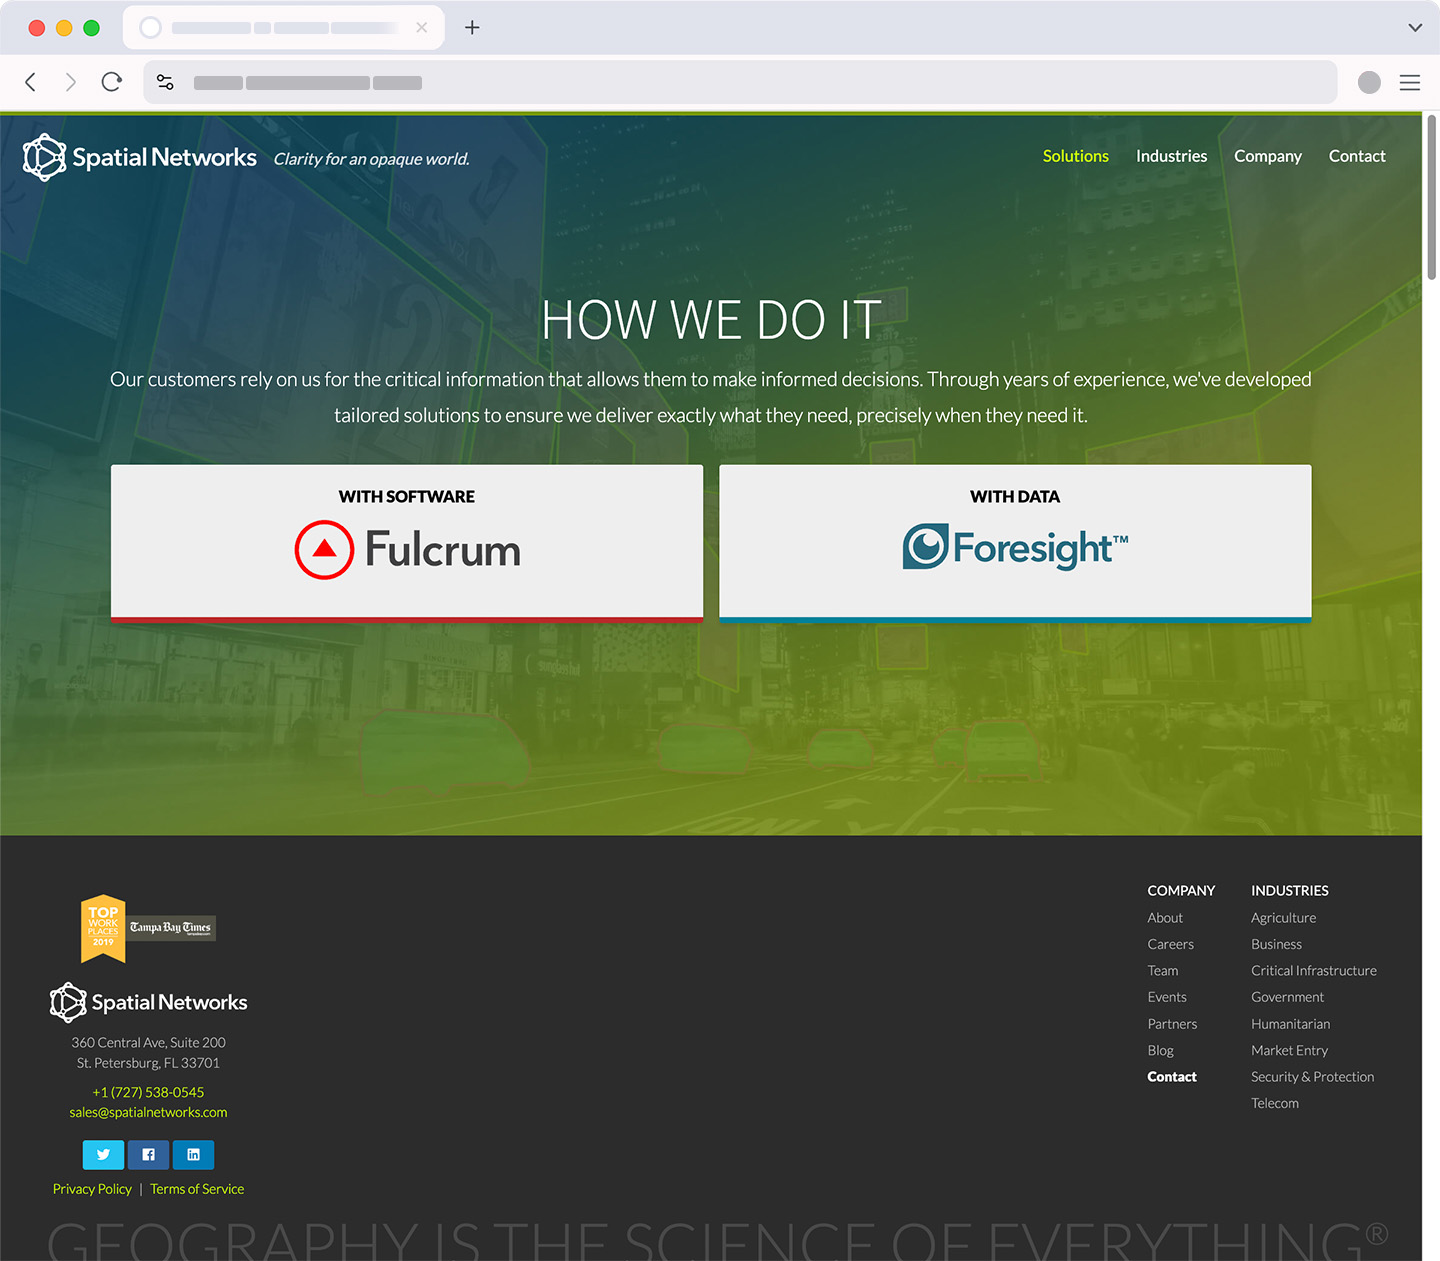 Spatial Networks Clarity for an opaque world.
Solutions Industries Company Contact
HOW WE DO IT
Our customers rely on us for the critical information that allows them to make informed decisions. Through years of experience, we've developed
tailored solutions to ensure we deliver exactly what they need, precisely when they need it.
WITH SOFTWARE
Fulcrum
WITH DATA
Foresight™
ONLY
TOP
WORK
PLACES
2019
Tampa Bay Times
Spatial Networks
360 Central Ave, Suite 200
St. Petersburg, FL 33701
+1 (727) 538-0545
sales@spatialnetworks.com
Privacy Policy | Terms of Service
COMPANY
About
Careers
Team
Events
Partners
Blog
Contact
INDUSTRIES
Agriculture
Business
Critical Infrastructure
Government
Humanitarian
Market Entry
Security & Protection
Telecom
GEOGRAPHY IS THE SCIENCE OF EVERYTHING®